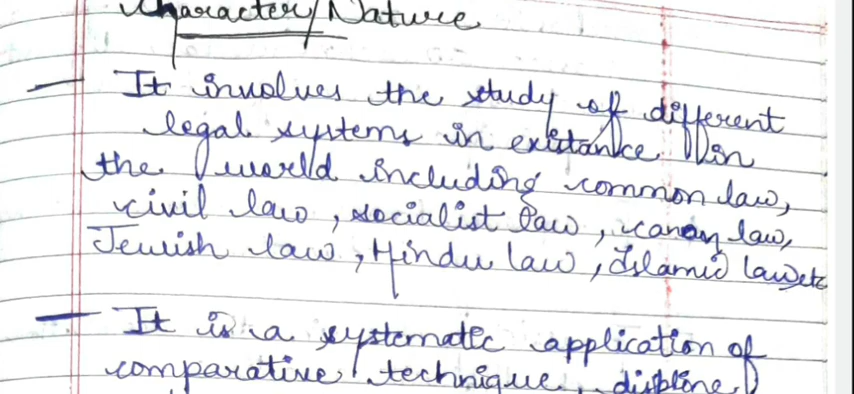 Character/Nature
— It involves the study of different
legal systems in existance in
the world including common law,
civil law, socialist law, canon law,
Jewish law, Hindu law, Islamic law etc
— It is a systematic application of
comparative technique, displine